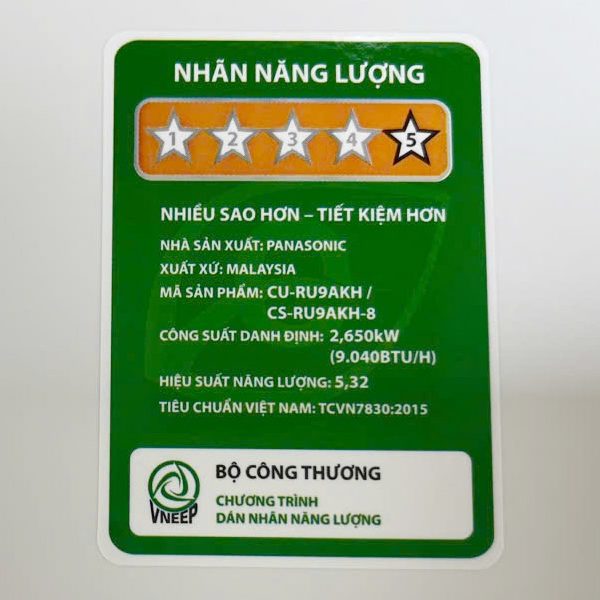 NHÃN NĂNG LƯỢNG
1 2 3 4 5
NHIỀU SAO HƠN – TIẾT KIỆM HƠN
NHÀ SẢN XUẤT: PANASONIC
XUẤT XỨ: MALAYSIA
MÃ SẢN PHẨM: CU-RU9AKH /
CS-RU9AKH-8
CÔNG SUẤT DANH ĐỊNH: 2,650kW
(9.040BTU/H)
HIỆU SUẤT NĂNG LƯỢNG: 5,32
TIÊU CHUẨN VIỆT NAM: TCVN7830:2015
BỘ CÔNG THƯƠNG
CHƯƠNG TRÌNH
DÁN NHÃN NĂNG LƯỢNG
VNEEP